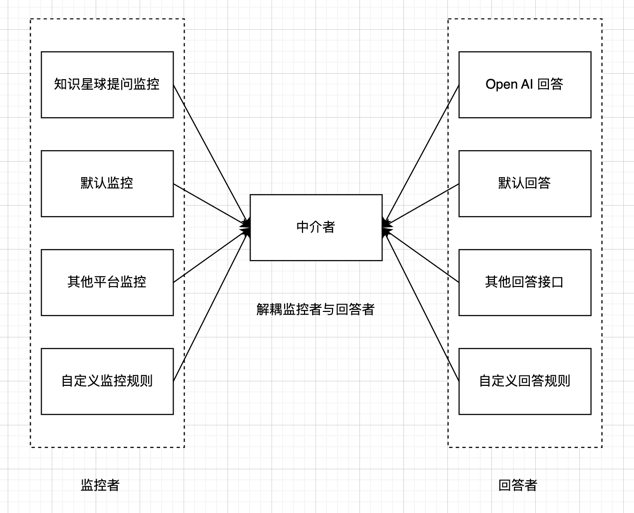 知识星球提问监控
Open AI 回答
默认监控
默认回答
中介者
其他平台监控
其他回答接口
解耦监控者与回答者
自定义监控规则
自定义回答规则
监控者
回答者